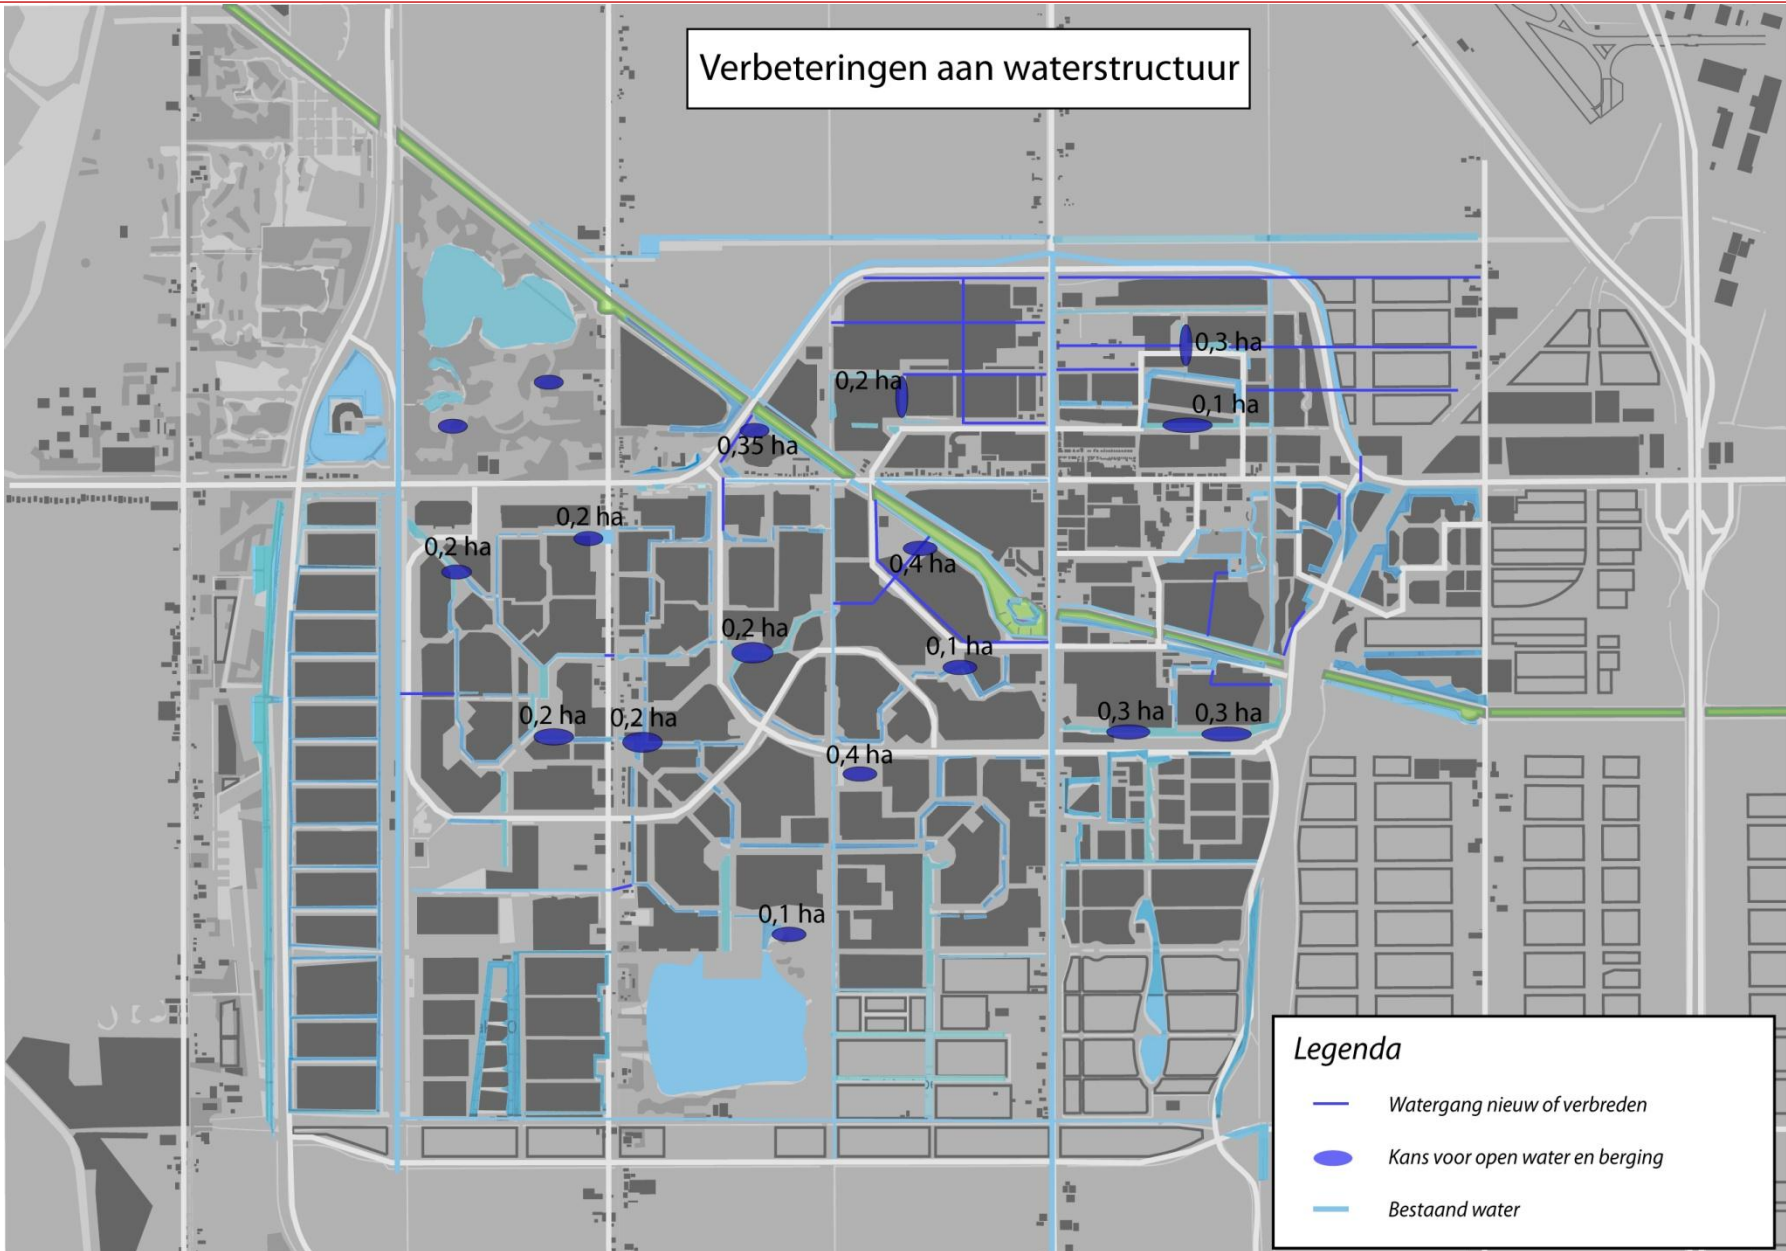 Verbeteringen aan waterstructuur
0,3 ha
0,2 ha
0,1 ha
0,35 ha
0,2 ha
0,2 ha
0,4 ha
0,2 ha
0,1 ha
0,2 ha
0,2 ha
0,3 ha
0,3 ha
0,4 ha
0,1 ha
Legenda
Watergang nieuw of verbreden
Kans voor open water en berging
Bestaand water